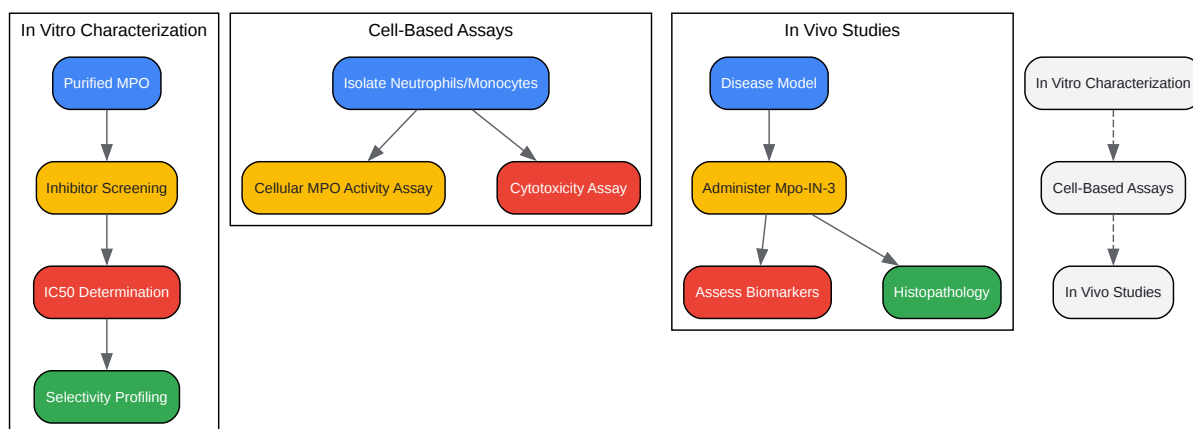 In Vitro Characterization
Purified MPO
Inhibitor Screening
IC50 Determination
Selectivity Profiling
Cell-Based Assays
Isolate Neutrophils/Monocytes
Cellular MPO Activity Assay
Cytotoxicity Assay
In Vivo Studies
Disease Model
Administer Mpo-IN-3
Assess Biomarkers
Histopathology
In Vitro Characterization
Cell-Based Assays
In Vivo Studies